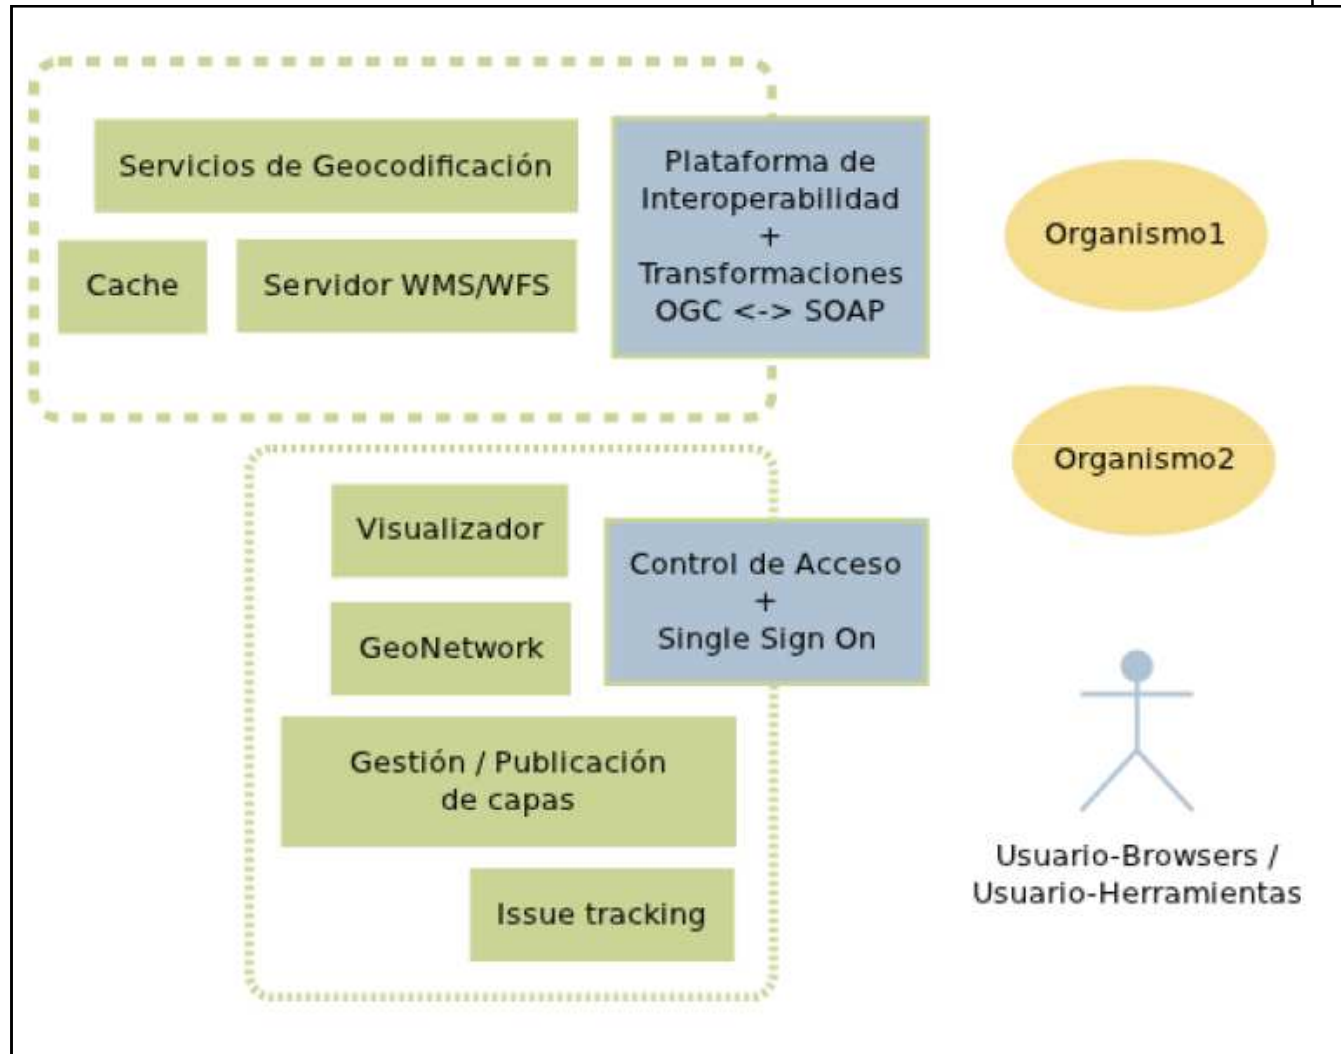 Servicios de Geocodificación
Cache
Servidor WMS/WFS
Plataforma de
Interoperabilidad
+
Transformaciones
OGC <-> SOAP
Organismo1
Organismo2
Visualizador
GeoNetwork
Gestión / Publicación
de capas
Issue tracking
Control de Acceso
+
Single Sign On
Usuario-Browsers /
Usuario-Herramientas